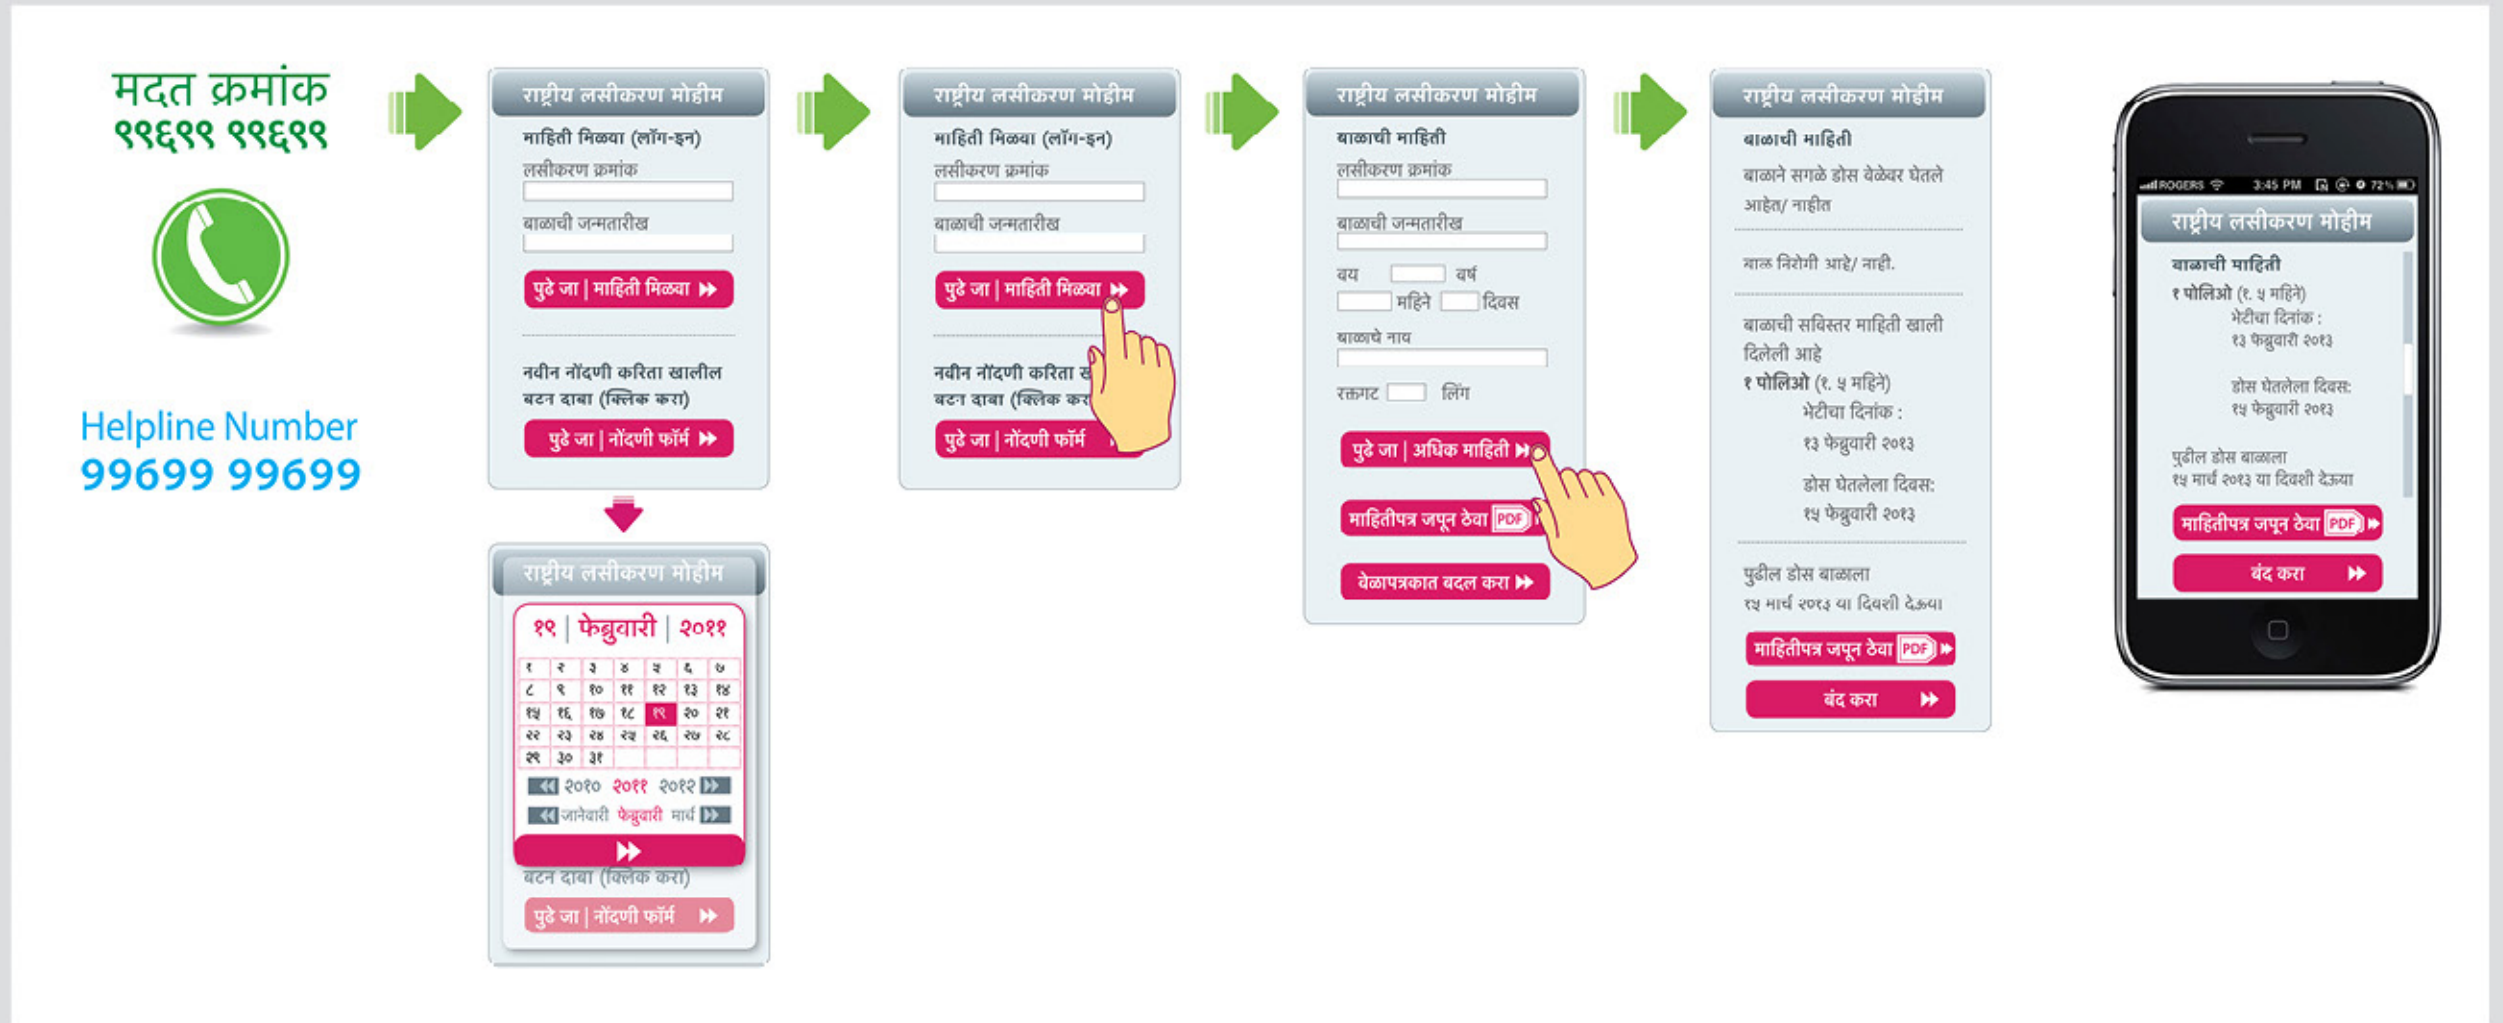 मदत क्रमांक
९९६९९ ९९६९९
Helpline Number
99699 99699
राष्ट्रीय लसीकरण मोहीम
माहिती मिळवा (लॉग-इन)
लसीकरण क्रमांक
बाळाची जन्मतारीख
पुढे जा | माहिती मिळवा
नवीन नोंदणी करिता खालील
बटन दाबा (क्लिक करा)
पुढे जा | नोंदणी फॉर्म
राष्ट्रीय लसीकरण मोहीम
१९ | फेब्रुवारी | २०११
१ २ ३ ४ ५ ६ ७
८ ९ १० ११ १२ १३ १४
१५ १६ १७ १८ १९ २० २१
२२ २३ २४ २५ २६ २७ २८
२९ ३० ३१
२०१० २०११ २०१२
जानेवारी फेब्रुवारी मार्च
बटन दाबा (क्लिक करा)
पुढे जा | नोंदणी फॉर्म
राष्ट्रीय लसीकरण मोहीम
माहिती मिळवा (लॉग-इन)
लसीकरण क्रमांक
बाळाची जन्मतारीख
पुढे जा | माहिती मिळवा
नवीन नोंदणी करिता ख
बटन दाबा (क्लिक कर
पुढे जा | नोंदणी फॉर्म
राष्ट्रीय लसीकरण मोहीम
बाळाची माहिती
लसीकरण क्रमांक
बाळाची जन्मतारीख
वय वर्ष
महिने दिवस
बाळाचे नाव
रक्तगट लिंग
पुढे जा | अधिक माहिती
माहितीपत्र जपून ठेवा PDF
वेळापत्रकात बदल करा
राष्ट्रीय लसीकरण मोहीम
बाळाची माहिती
बाळाने सगळे डोस वेळेवर घेतले
आहेत/ नाहीत
बाळ निरोगी आहे/ नाही.
बाळाची सविस्तर माहिती खाली
दिलेली आहे
१ पोलिओ (१. ५ महिने)
भेटीचा दिनांक :
१३ फेब्रुवारी २०१३
डोस घेतलेला दिवस:
१५ फेब्रुवारी २०१३
पुढील डोस बाळाला
१५ मार्च २०१३ या दिवशी देऊया
माहितीपत्र जपून ठेवा PDF
बंद करा
ROGERS 3:45 PM 72%
राष्ट्रीय लसीकरण मोहीम
बाळाची माहिती
१ पोलिओ (१. ५ महिने)
भेटीचा दिनांक :
१३ फेब्रुवारी २०१३
डोस घेतलेला दिवस:
१५ फेब्रुवारी २०१३
पुढील डोस बाळाला
१५ मार्च २०१३ या दिवशी देऊया
माहितीपत्र जपून ठेवा PDF
बंद करा